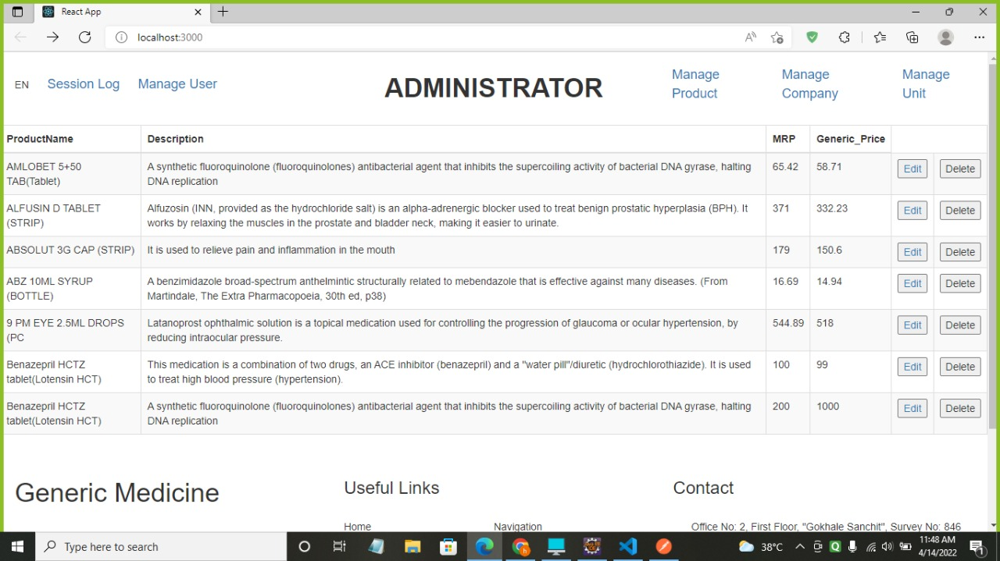 React App
localhost:3000
EN Session Log Manage User ADMINISTRATOR Manage Product Manage Company Manage Unit
ProductName Description MRP Generic_Price
AMLOBET 5+50 A synthetic fluoroquinolone (fluoroquinolones) antibacterial agent that inhibits the supercoiling activity of bacterial DNA gyrase, halting 65.42 58.71 Edit Delete
TAB(Tablet) DNA replication
ALFUSIN D TABLET Alfuzosin (INN, provided as the hydrochloride salt) is an alpha-adrenergic blocker used to treat benign prostatic hyperplasia (BPH). It 371 332.23 Edit Delete
(STRIP) works by relaxing the muscles in the prostate and bladder neck, making it easier to urinate.
ABSOLUT 3G CAP (STRIP) It is used to relieve pain and inflammation in the mouth 179 150.6 Edit Delete
ABZ 10ML SYRUP A benzimidazole broad-spectrum anthelmintic structurally related to mebendazole that is effective against many diseases. (From 16.69 14.94 Edit Delete
(BOTTLE) Martindale, The Extra Pharmacopoeia, 30th ed, p38)
9 PM EYE 2.5ML DROPS Latanoprost ophthalmic solution is a topical medication used for controlling the progression of glaucoma or ocular hypertension, by 544.89 518 Edit Delete
(PC reducing intraocular pressure.
Benazepril HCTZ This medication is a combination of two drugs, an ACE inhibitor (benazepril) and a "water pill"/diuretic (hydrochlorothiazide). It is used 100 99 Edit Delete
tablet(Lotensin HCT) to treat high blood pressure (hypertension).
Benazepril HCTZ A synthetic fluoroquinolone (fluoroquinolones) antibacterial agent that inhibits the supercoiling activity of bacterial DNA gyrase, halting 200 1000 Edit Delete
tablet(Lotensin HCT) DNA replication
Generic Medicine Useful Links Contact
Home Navigation Office No: 2, First Floor, "Gokhale Sanchit", Survey No: 846
Type here to search 38°C 11:48 AM
4/14/2022